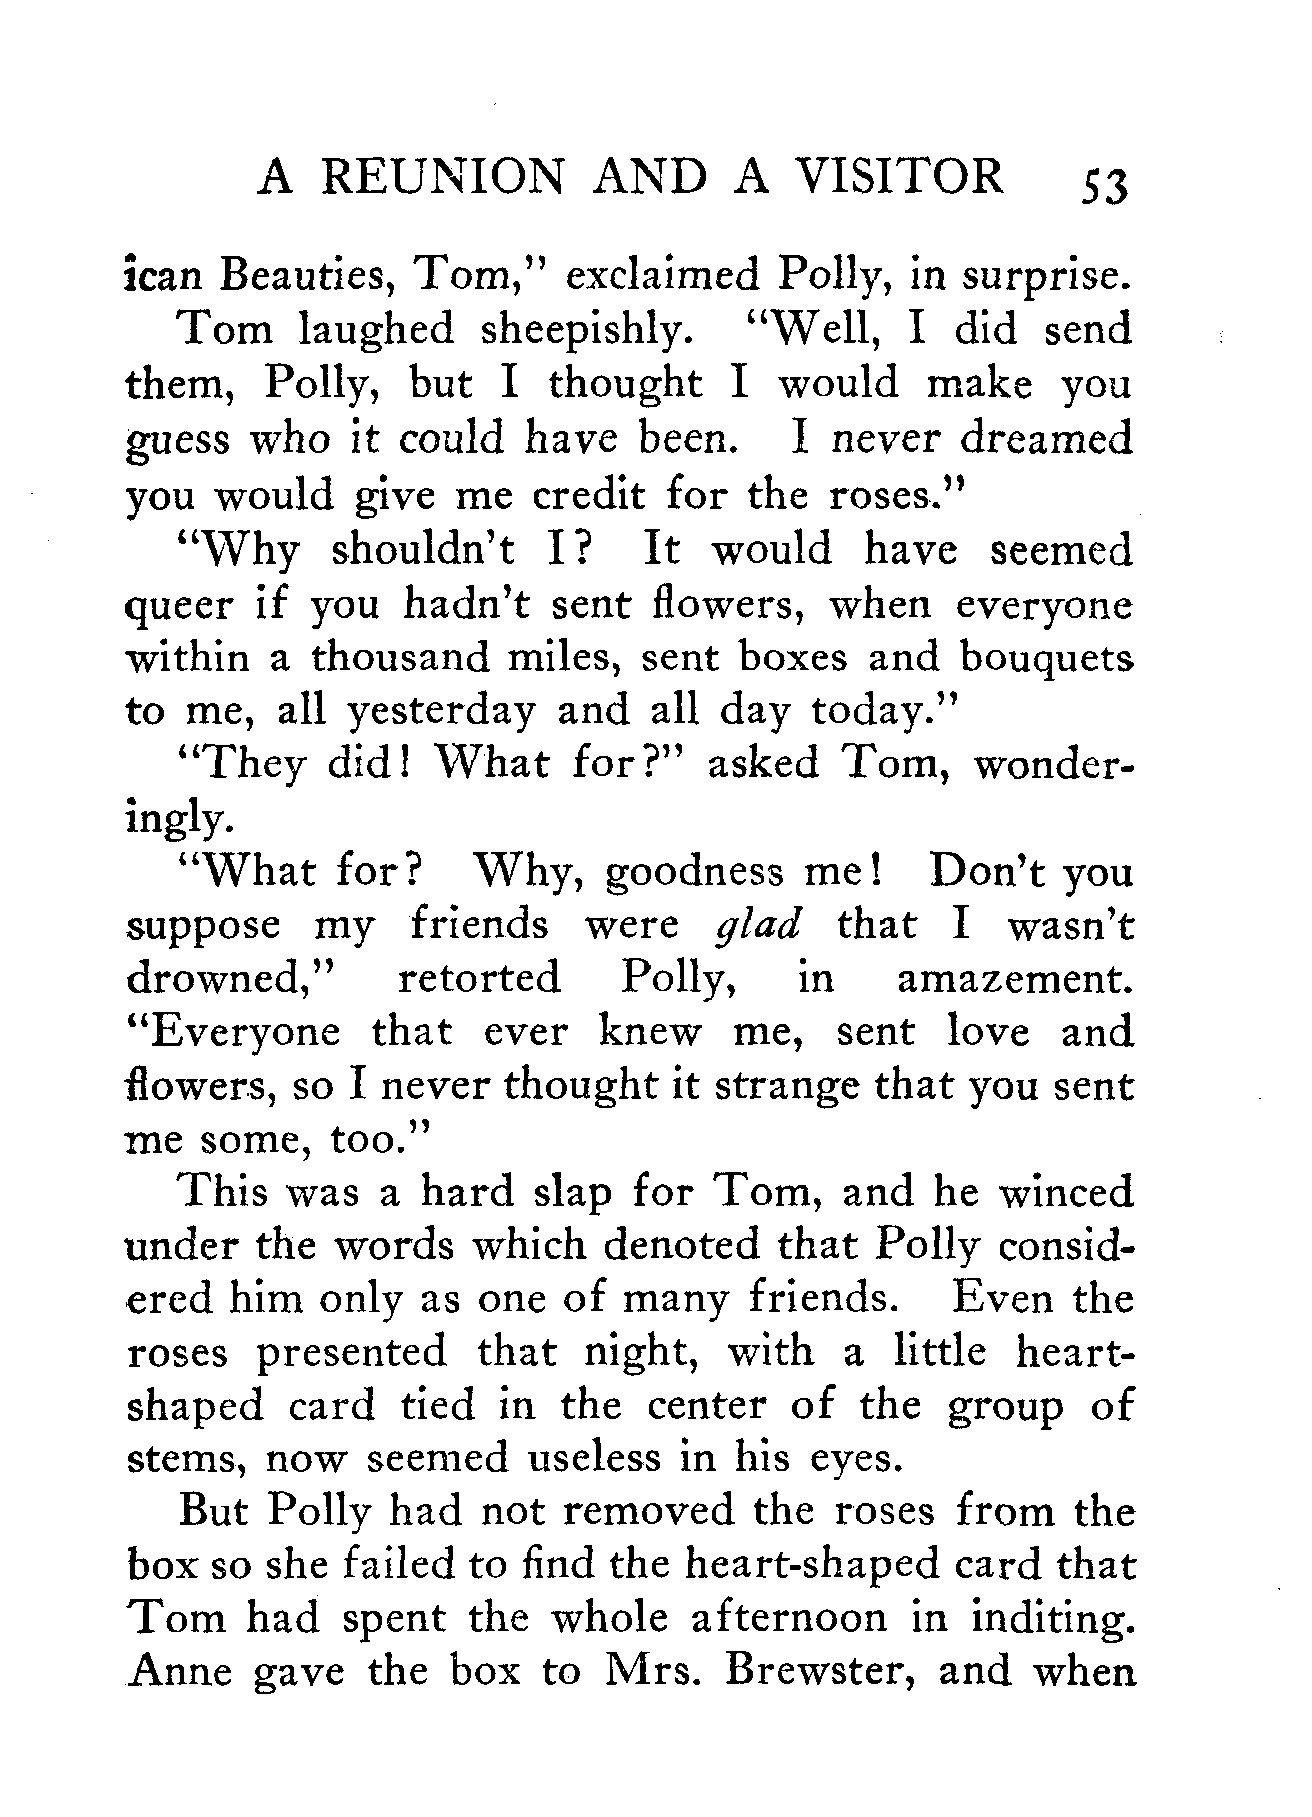 A REUNION AND A VISITOR 53
ican Beauties, Tom," exclaimed Polly, in surprise.
Tom laughed sheepishly. "Well, I did send
them, Polly, but I thought I would make you
guess who it could have been. I never dreamed
you would give me credit for the roses."
"Why shouldn't I? It would have seemed
queer if you hadn't sent flowers, when everyone
within a thousand miles, sent boxes and bouquets
to me, all yesterday and all day today."
"They did! What for?" asked Tom, wonder-
ingly.
"What for? Why, goodness me! Don't you
suppose my friends were glad that I wasn't
drowned," retorted Polly, in amazement.
"Everyone that ever knew me, sent love and
flowers, so I never thought it strange that you sent
me some, too."
This was a hard slap for Tom, and he winced
under the words which denoted that Polly consid-
ered him only as one of many friends. Even the
roses presented that night, with a little heart-
shaped card tied in the center of the group of
stems, now seemed useless in his eyes.
But Polly had not removed the roses from the
box so she failed to find the heart-shaped card that
Tom had spent the whole afternoon in inditing.
Anne gave the box to Mrs. Brewster, and when